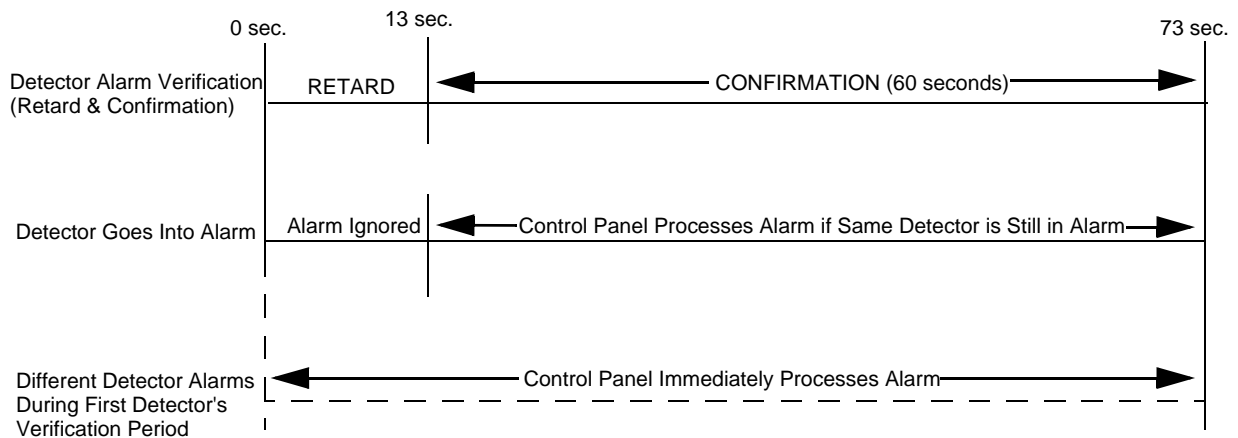 0 sec.
13 sec.
73 sec.
Detector Alarm Verification
(Retard & Confirmation)
RETARD
CONFIRMATION (60 seconds)
Detector Goes Into Alarm
Alarm Ignored
Control Panel Processes Alarm if Same Detector is Still in Alarm
Different Detector Alarms
During First Detector's
Verification Period
Control Panel Immediately Processes Alarm